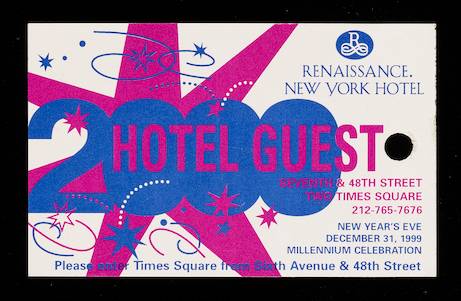 R
RENAISSANCE.
NEW YORK HOTEL
2000
HOTEL GUEST
SEVENTH & 48TH STREET
TWO TIMES SQUARE
212-765-7676
NEW YEAR'S EVE
DECEMBER 31, 1999
MILLENNIUM CELEBRATION
Please enter Times Square from Sixth Avenue & 48th Street